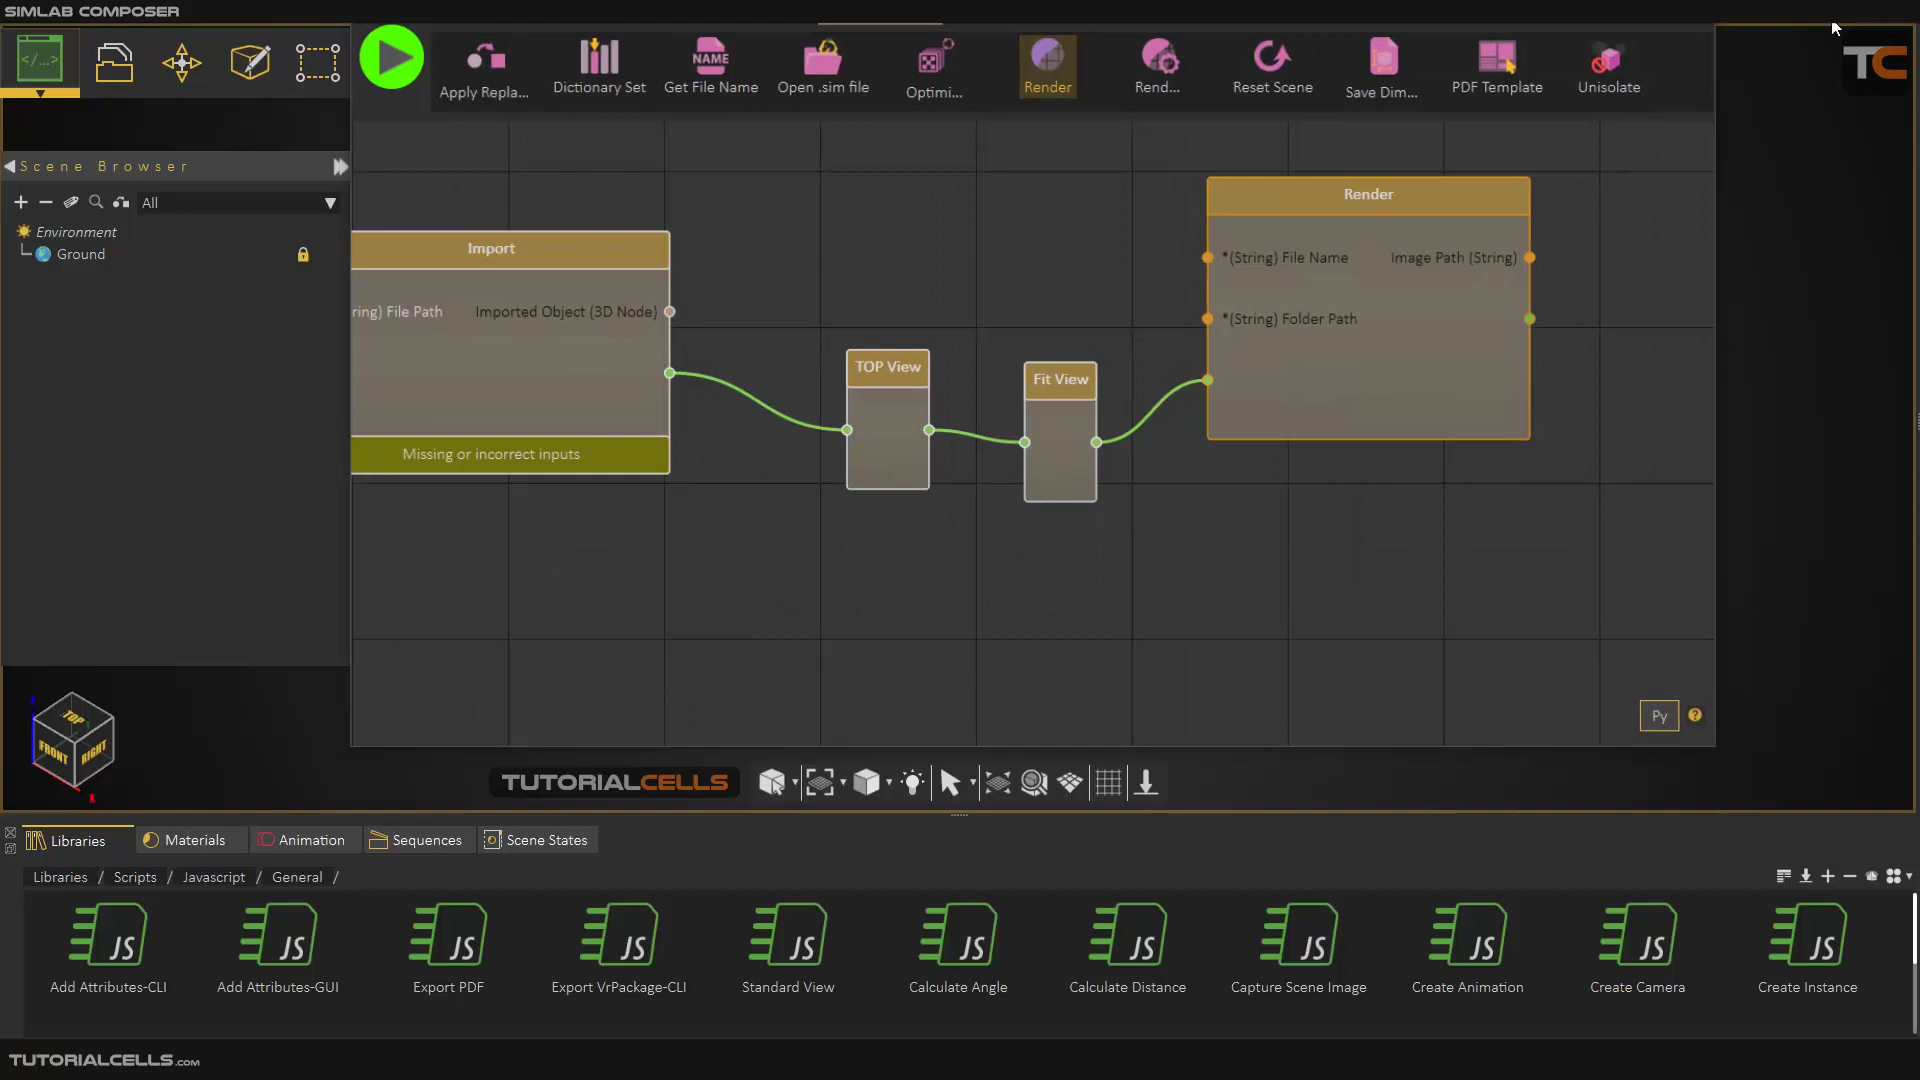 SIMLAB COMPOSER
</...>
TC
Apply Repla...
Dictionary Set
Get File Name
NAME
Open .sim file
Optimi...
Render
Rend...
Reset Scene
Save Dim...
PDF Template
Unisolate
Scene Browser
All
Environment
Ground
Import
ring) File Path
Imported Object (3D Node)
Missing or incorrect inputs
TOP View
Fit View
Render
*(String) File Name
Image Path (String)
*(String) Folder Path
Py
?
TOP
FRONT
RIGHT
TUTORIALCELLS
Libraries
Materials
Animation
Sequences
Scene States
Libraries / Scripts / Javascript / General /
JS JS JS JS JS JS JS JS JS JS JS
Add Attributes-CLI
Add Attributes-GUI
Export PDF
Export VrPackage-CLI
Standard View
Calculate Angle
Calculate Distance
Capture Scene Image
Create Animation
Create Camera
Create Instance
TUTORIALCELLS.com